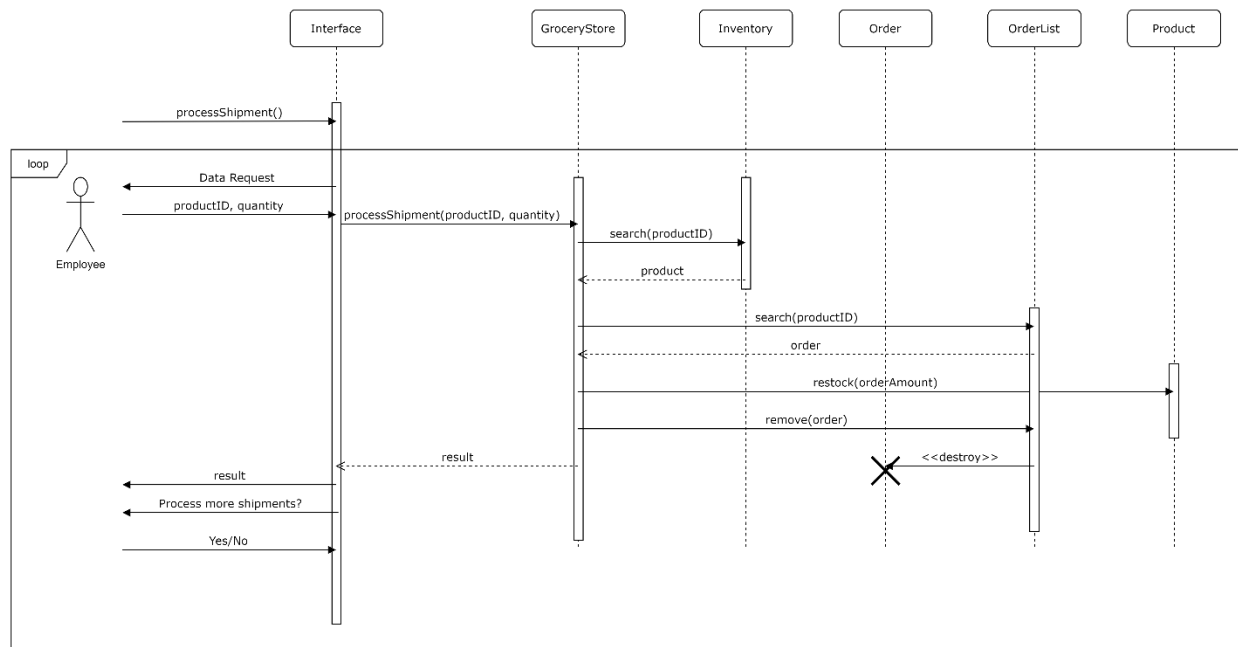 Interface
GroceryStore
Inventory
Order
OrderList
Product
processShipment()
loop
Data Request
productID, quantity
processShipment(productID, quantity)
search(productID)
Employee
product
search(productID)
order
restock(orderAmount)
remove(order)
result
<<destroy>>
result
Process more shipments?
Yes/No